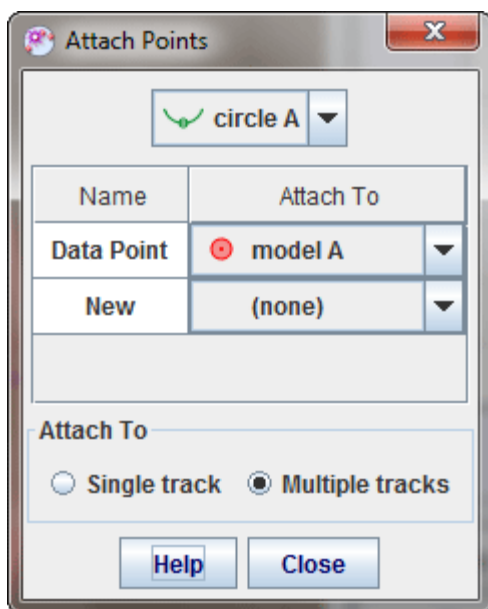 Attach Points
circle A
Name Attach To
Data Point model A
New (none)
Attach To
Single track Multiple tracks
Help Close